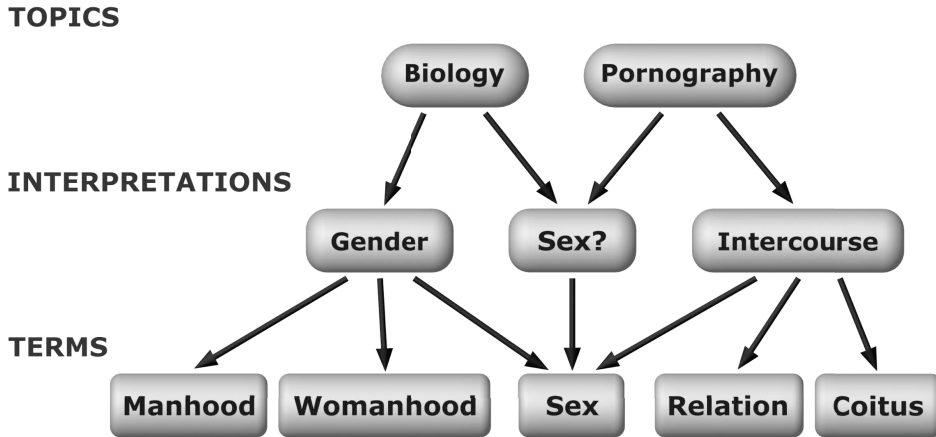 TOPICS
Biology
Pornography
INTERPRETATIONS
Gender
Sex?
Intercourse
TERMS
Manhood
Womanhood
Sex
Relation
Coitus